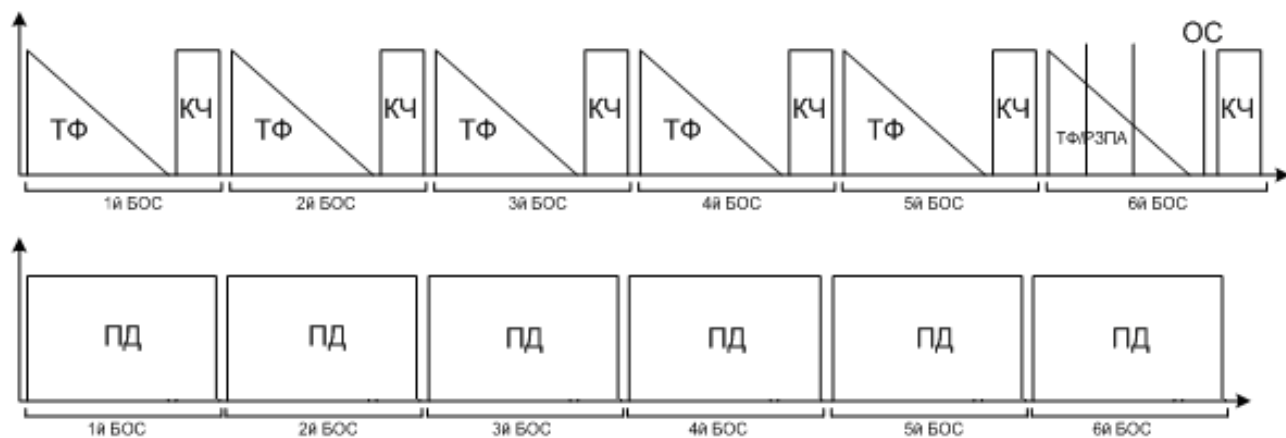 ОС
ТФ КЧ ТФ КЧ ТФ КЧ ТФ КЧ ТФ КЧ ТФ/РЗПА КЧ
1й БОС 2й БОС 3й БОС 4й БОС 5й БОС 6й БОС
ПД ПД ПД ПД ПД ПД
1й БОС 2й БОС 3й БОС 4й БОС 5й БОС 6й БОС